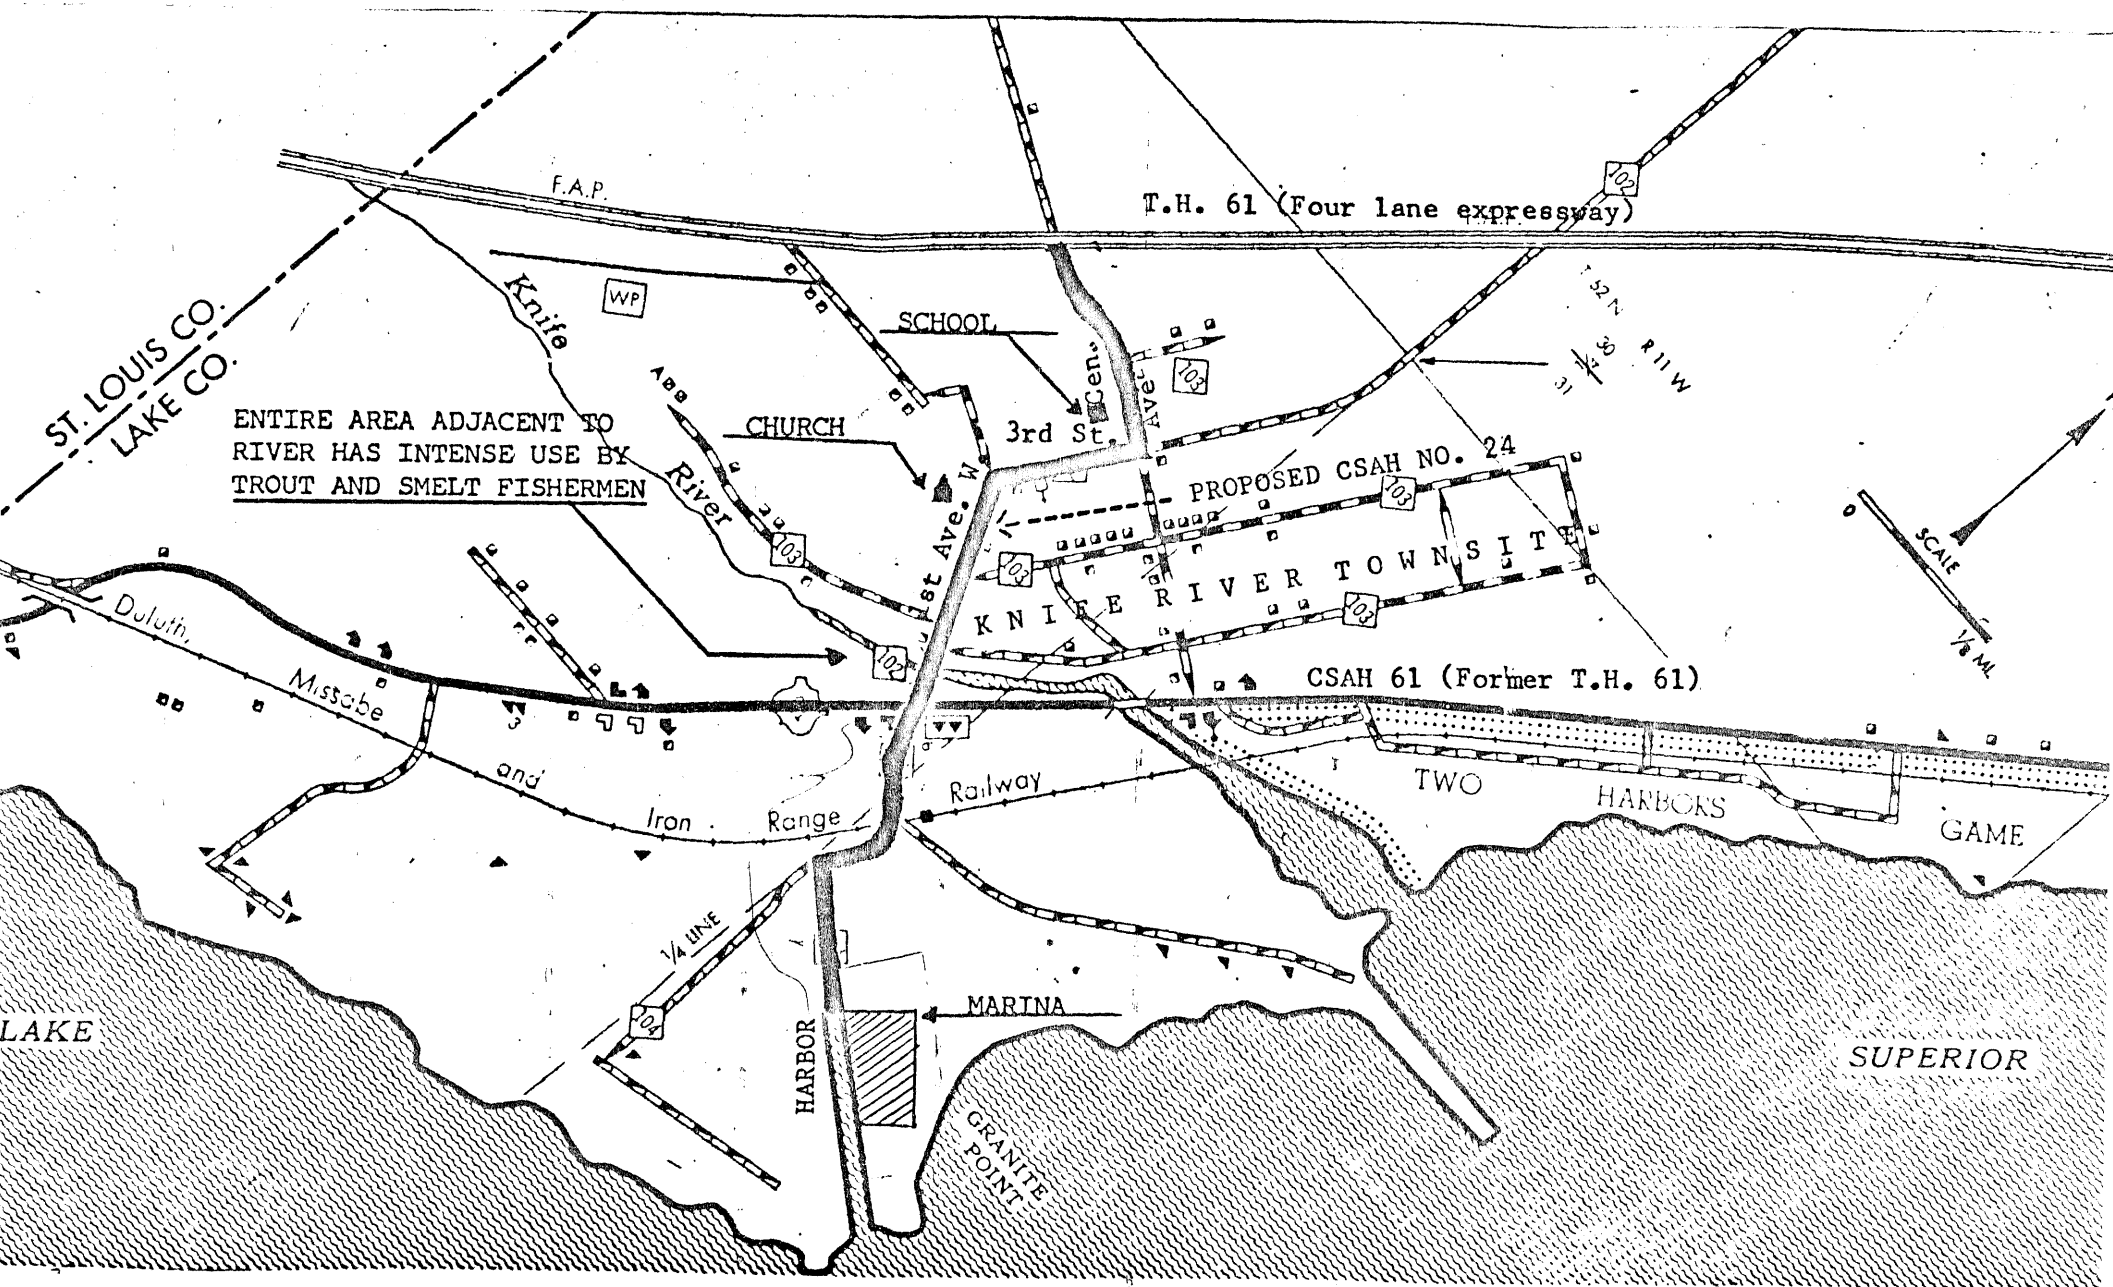 F.A.P.
T.H. 61 (Four lane expressway)
102
Knife
WP
SCHOOL
Cen.
Ave.
103
T 52 N
30
31
R 11 W
ST. LOUIS CO.
LAKE CO.
ENTIRE AREA ADJACENT TO
RIVER HAS INTENSE USE BY
TROUT AND SMELT FISHERMEN
CHURCH
3rd St.
River
1st Ave. W
PROPOSED CSAH NO. 24
103
103
103
KNIFE RIVER TOWNSITE
103
102
SCALE
0
1/8 MI.
CSAH 61 (Former T.H. 61)
Duluth,
Missabe
and
Iron
Range
Railway
3
TWO
HARBORS
GAME
1/4 LINE
104
MARINA
HARBOR
GRANITE
POINT
LAKE
SUPERIOR